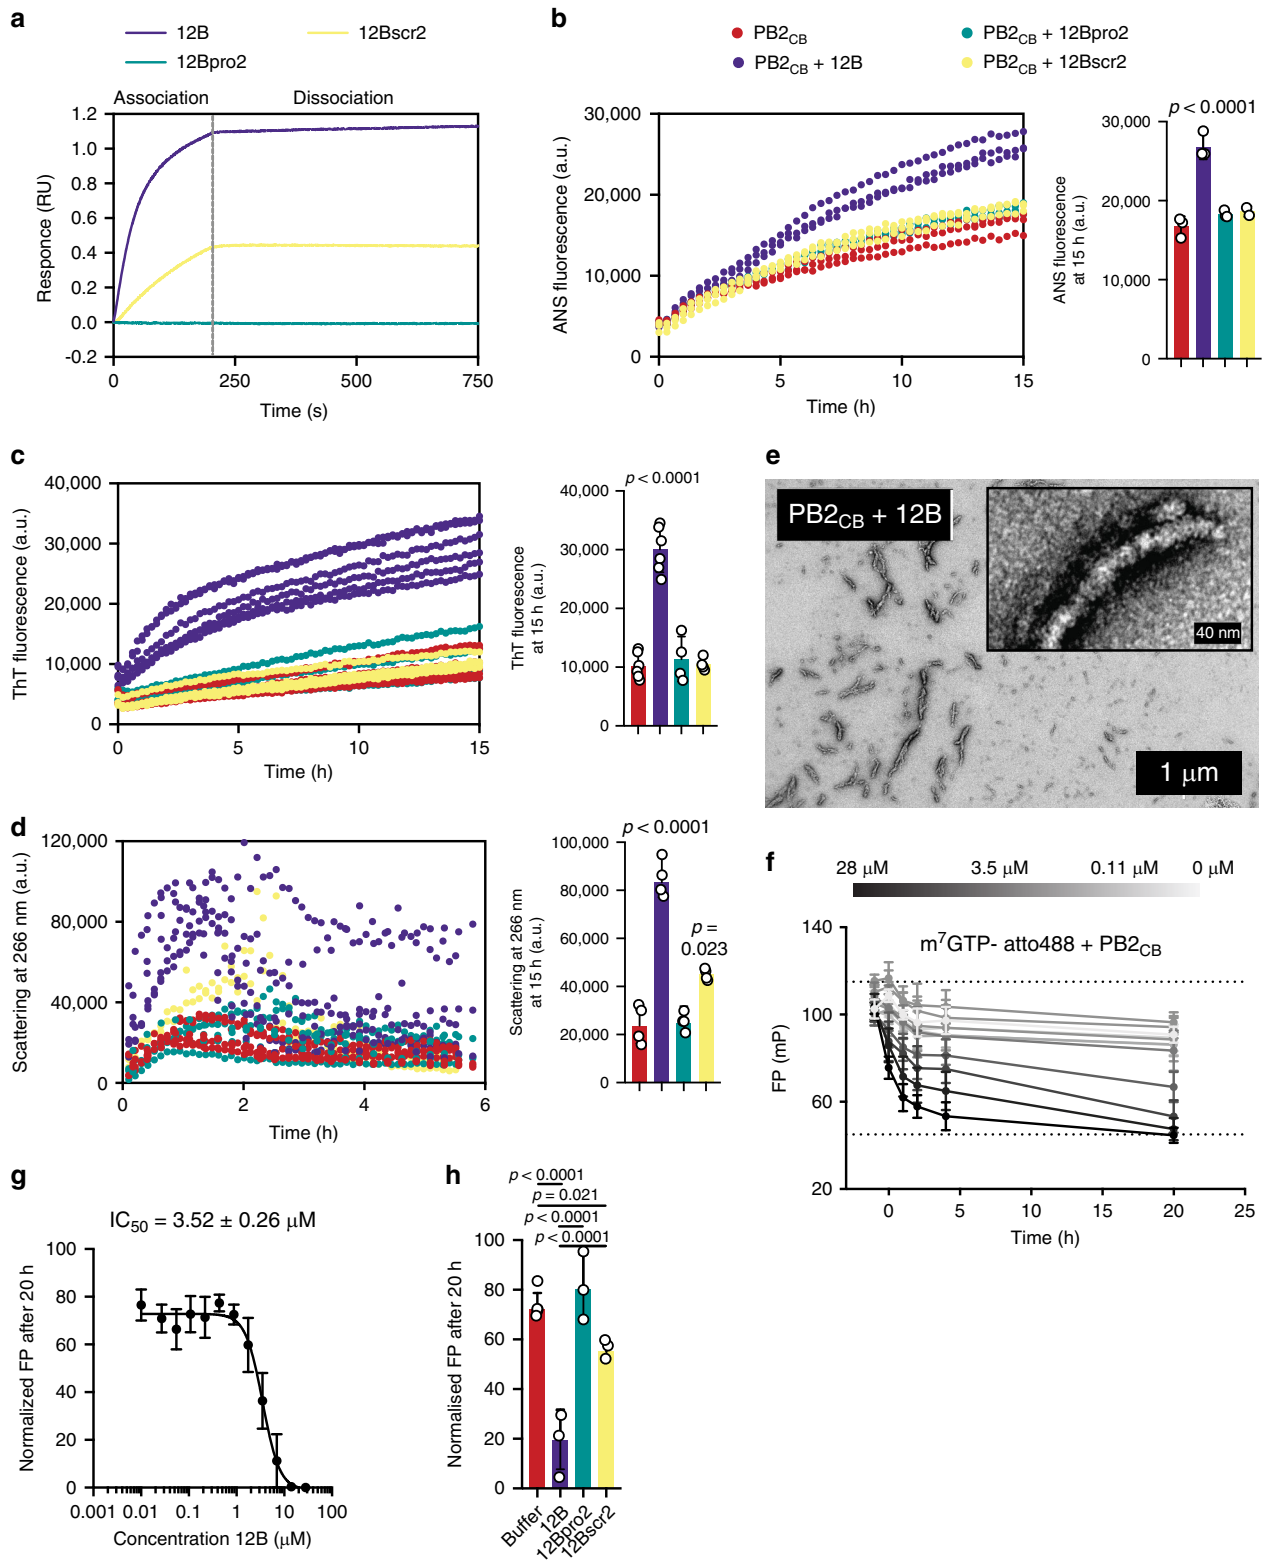 a
12B
12Bscr2
12Bpro2
Association
Dissociation
1.2
1.0
0.8
0.6
0.4
0.2
0.0
-0.2
Responce (RU)
0
250
500
750
Time (s)
b
PB2CB
PB2CB + 12Bpro2
PB2CB + 12B
PB2CB + 12Bscr2
30,000
20,000
10,000
0
ANS fluorescence (a.u.)
0
5
10
15
Time (h)
p < 0.0001
30,000
20,000
10,000
0
ANS fluorescence
at 15 h (a.u.)
c
40,000
30,000
20,000
10,000
0
ThT fluorescence (a.u.)
0
5
10
15
Time (h)
p < 0.0001
40,000
30,000
20,000
10,000
0
ThT fluorescence
at 15 h (a.u.)
e
PB2CB + 12B
40 nm
1 μm
d
120,000
80,000
40,000
0
Scattering at 266 nm (a.u.)
0
2
4
6
Time (h)
p < 0.0001
p =
0.023
100,000
80,000
60,000
40,000
20,000
0
Scattering at 266 nm
at 15 h (a.u.)
f
28 μM
3.5 μM
0.11 μM
0 μM
m7GTP- atto488 + PB2CB
140
100
60
20
FP (mP)
0
5
10
15
20
25
Time (h)
g
IC50 = 3.52 ± 0.26 μM
100
80
60
40
20
0
Normalized FP after 20 h
0.001
0.01
0.1
1
10
100
Concentration 12B (μM)
h
p < 0.0001
p = 0.021
p < 0.0001
p < 0.0001
100
80
60
40
20
0
Normalised FP after 20 h
Buffer
12B
12Bpro2
12Bscr2